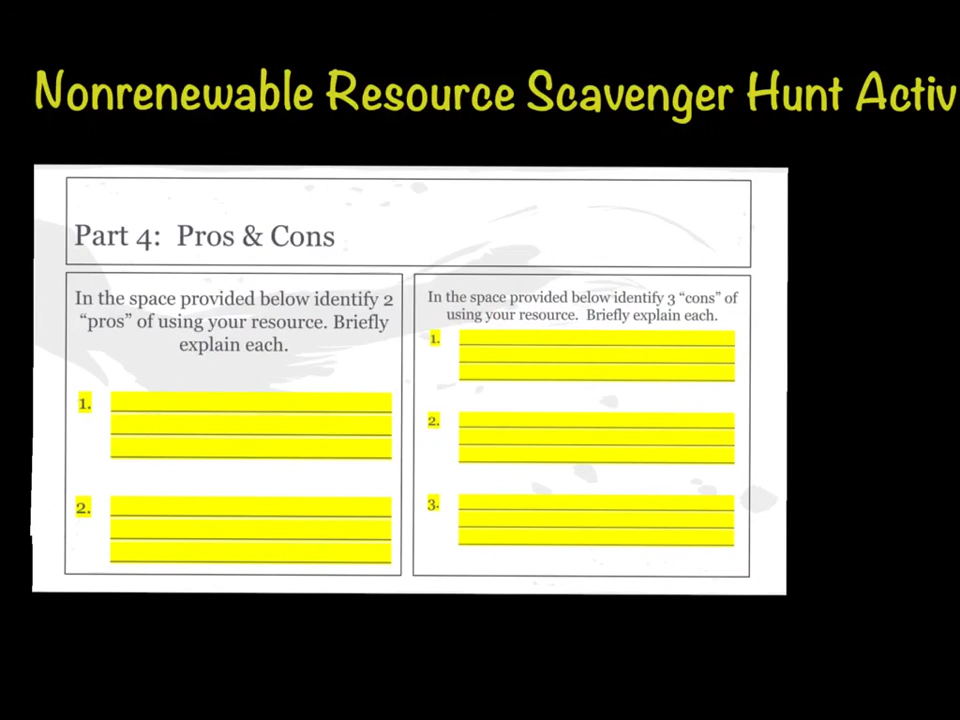 Nonrenewable Resource Scavenger Hunt Activ
Part 4: Pros & Cons
In the space provided below identify 2
“pros” of using your resource. Briefly
explain each.
1.
2.
In the space provided below identify 3 “cons” of
using your resource. Briefly explain each.
1.
2.
3.